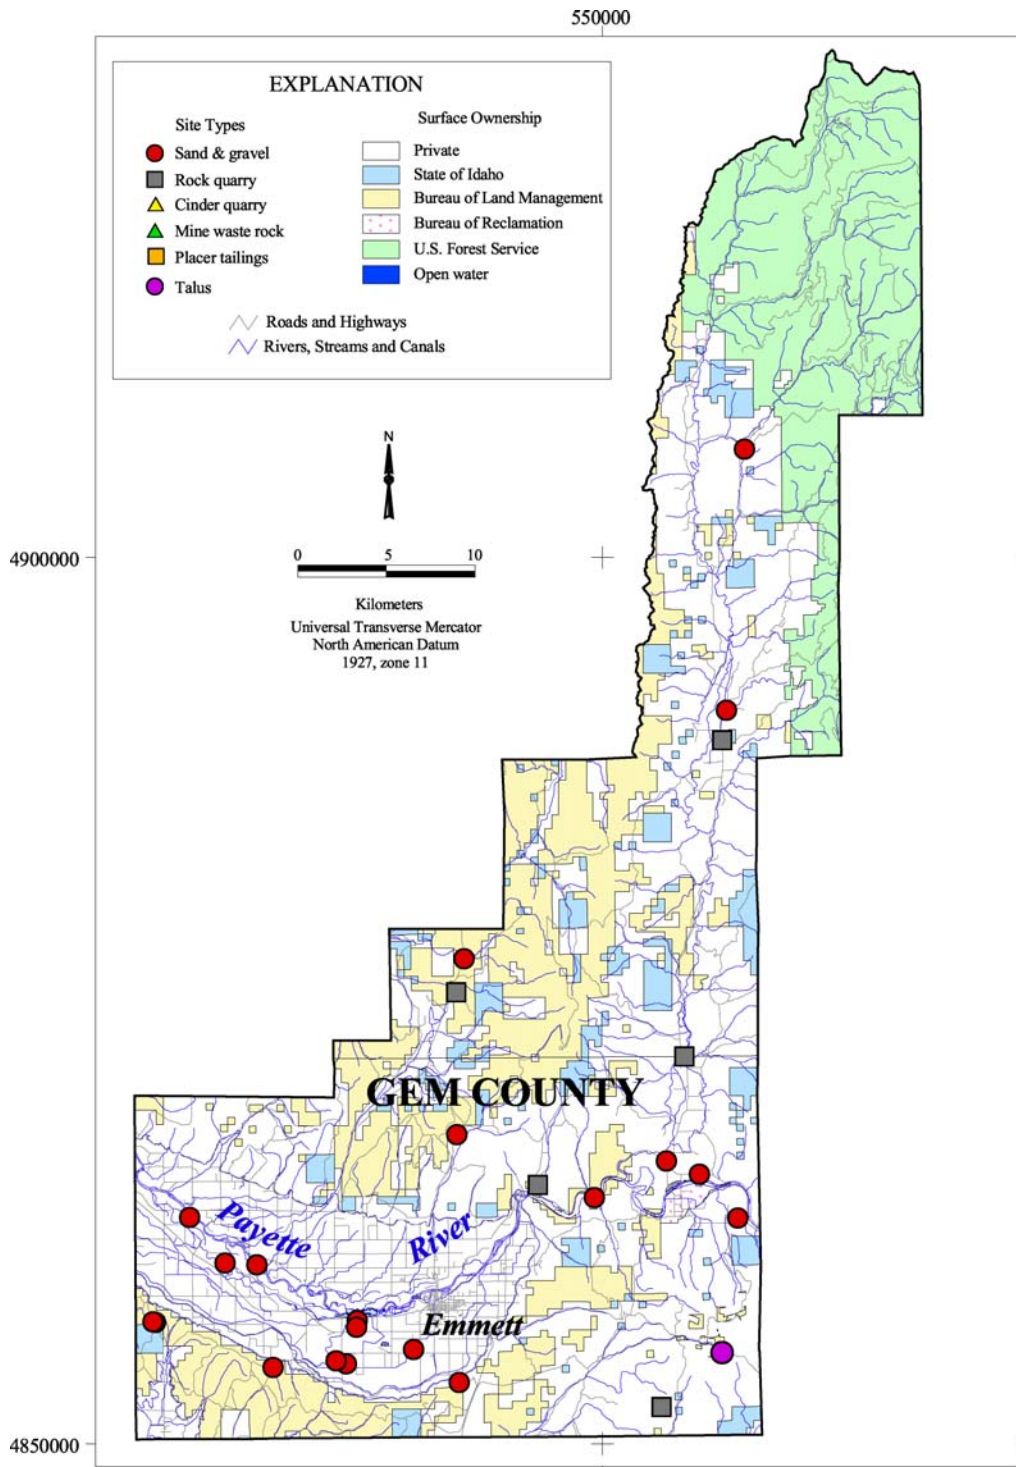 550000
EXPLANATION
Site Types
Sand & gravel
Rock quarry
Cinder quarry
Mine waste rock
Placer tailings
Talus
Surface Ownership
Private
State of Idaho
Bureau of Land Management
Bureau of Reclamation
U.S. Forest Service
Open water
Roads and Highways
Rivers, Streams and Canals
N
0 5 10
Kilometers
Universal Transverse Mercator
North American Datum
1927, zone 11
4900000
GEM COUNTY
Payette
River
Emmett
4850000